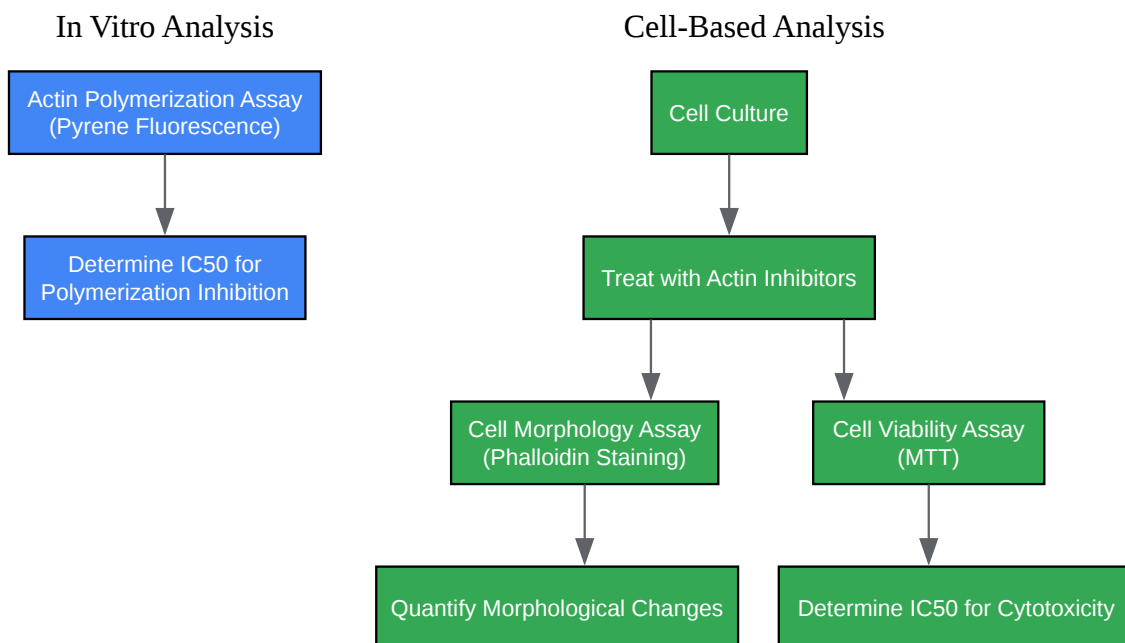 In Vitro Analysis
Actin Polymerization Assay
(Pyrene Fluorescence)
Determine IC50 for
Polymerization Inhibition
Cell-Based Analysis
Cell Culture
Treat with Actin Inhibitors
Cell Morphology Assay
(Phalloidin Staining)
Cell Viability Assay
(MTT)
Quantify Morphological Changes
Determine IC50 for Cytotoxicity